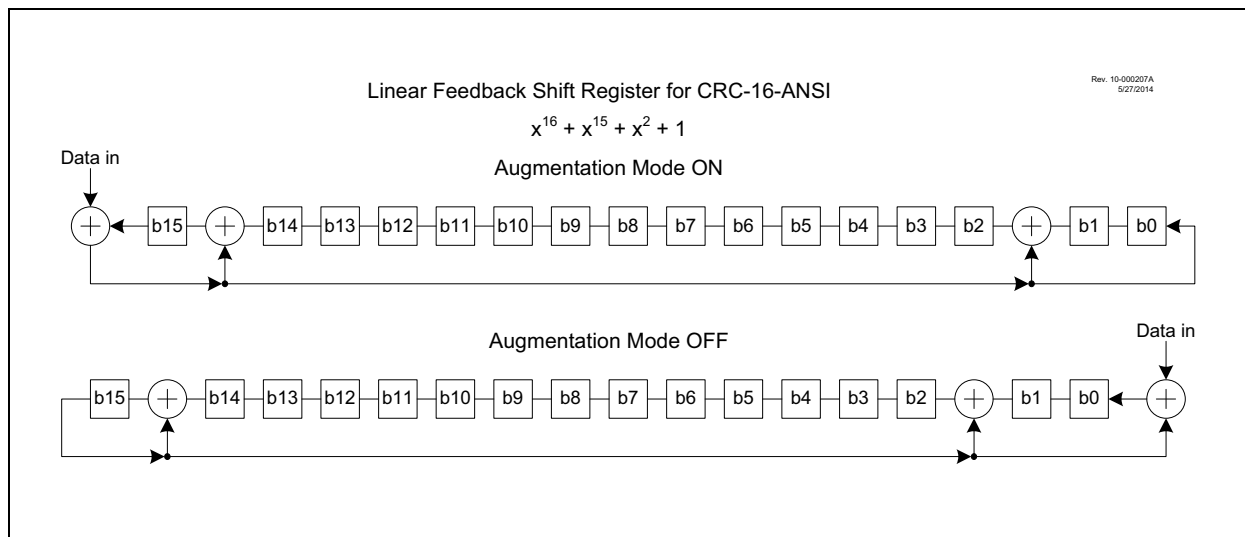 Linear Feedback Shift Register for CRC-16-ANSI
Rev. 10-000207A
5/27/2014
x^16 + x^15 + x^2 + 1
Data in
Augmentation Mode ON
b15 b14 b13 b12 b11 b10 b9 b8 b7 b6 b5 b4 b3 b2 b1 b0
Augmentation Mode OFF
Data in
b15 b14 b13 b12 b11 b10 b9 b8 b7 b6 b5 b4 b3 b2 b1 b0